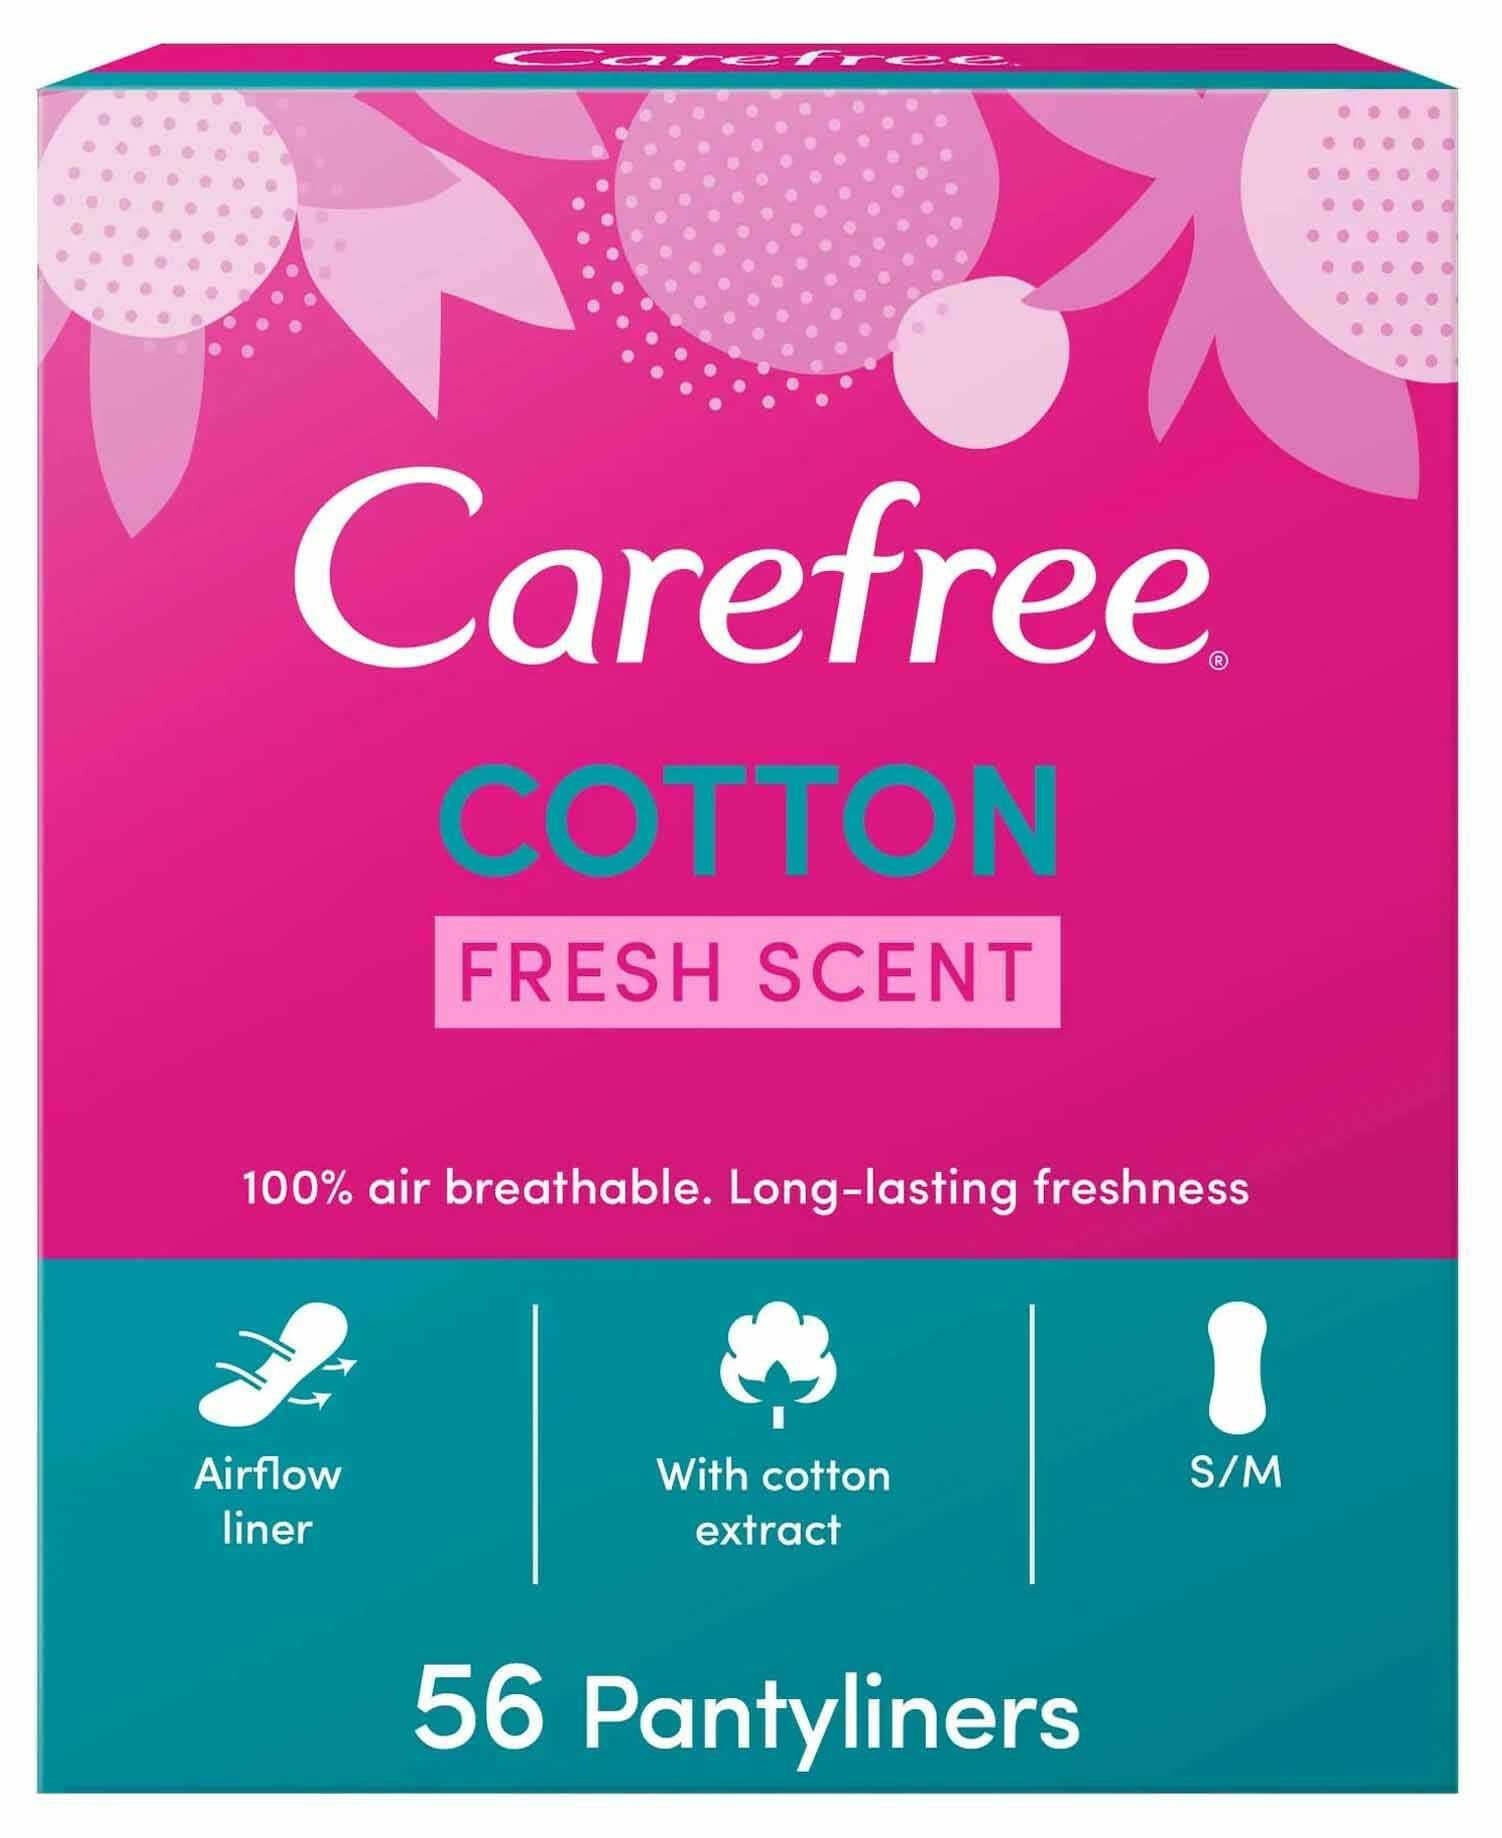 Carefree
Carefree®
COTTON
FRESH SCENT
100% air breathable. Long-lasting freshness
Airflow
liner
With cotton
extract
S/M
56 Pantyliners